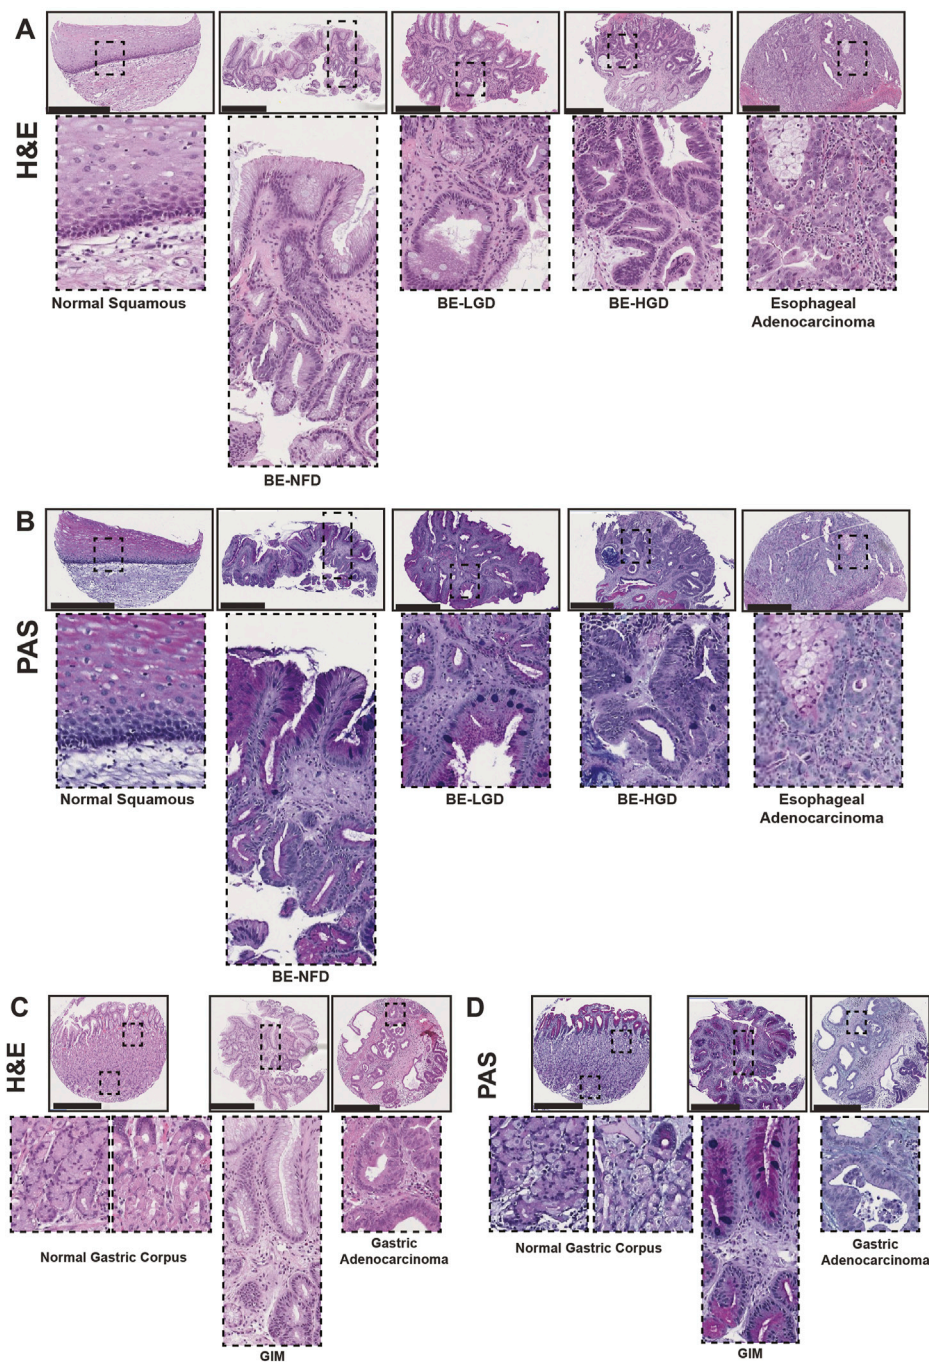 A
H&E
Normal Squamous
BE-NFD
BE-LGD
BE-HGD
Esophageal
Adenocarcinoma
B
PAS
Normal Squamous
BE-NFD
BE-LGD
BE-HGD
Esophageal
Adenocarcinoma
C
H&E
Normal Gastric Corpus
GIM
Gastric
Adenocarcinoma
D
PAS
Normal Gastric Corpus
GIM
Gastric
Adenocarcinoma